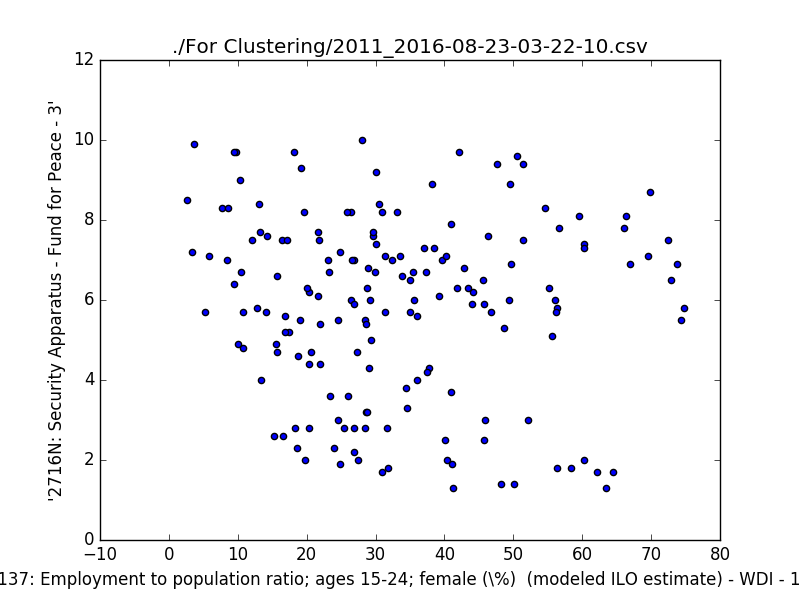 ./For Clustering/2011_2016-08-23-03-22-10.csv
'2716N: Security Apparatus - Fund for Peace - 3'
12
10
8
6
4
2
0
−10 0 10 20 30 40 50 60 70 80
137: Employment to population ratio; ages 15-24; female (\%) (modeled ILO estimate) - WDI - 1